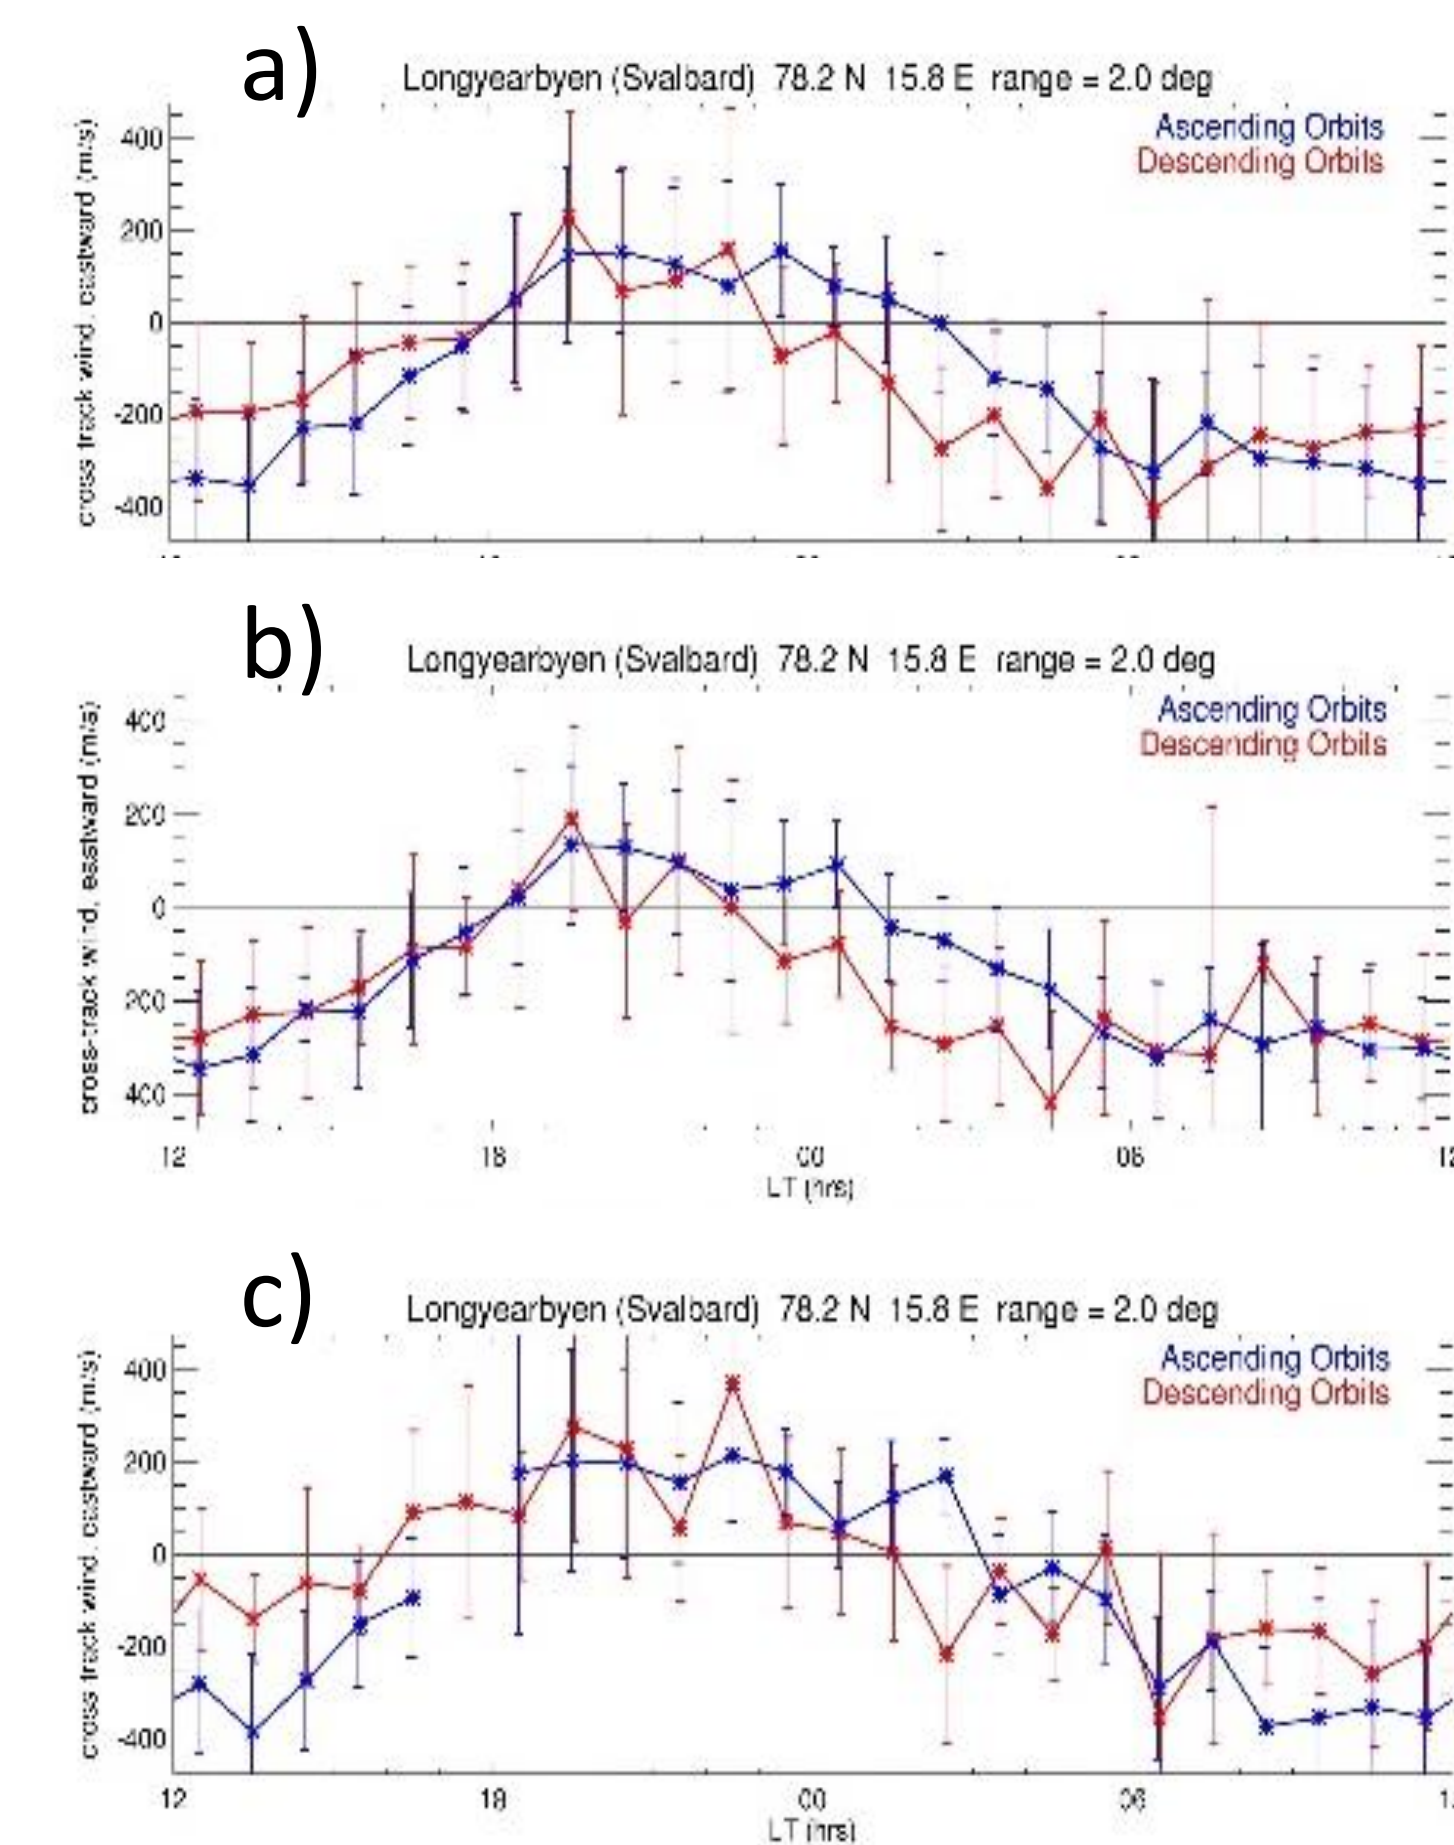 a)
Longyearbyen (Svalbard) 78.2 N 15.8 E range = 2.0 deg
Ascending Orbits
Descending Orbits
400
200
0
-200
-400
b)
Longyearbyen (Svalbard) 78.2 N 15.8 E range = 2.0 deg
Ascending Orbits
Descending Orbits
cross-track wind, eastward (m/s)
400
200
0
200
400
12 18 00 06
LT (hrs)
c)
Longyearbyen (Svalbard) 78.2 N 15.8 E range = 2.0 deg
Ascending Orbits
Descending Orbits
cross track wind, eastward (m/s)
400
200
0
-200
-400
12 18 00 06
LT (hrs)